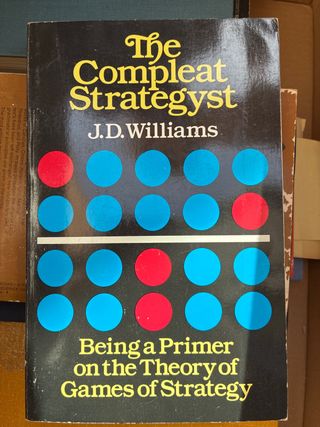 The
Compleat
Strategyst
J.D. Williams
Being a Primer
on the Theory of
Games of Strategy